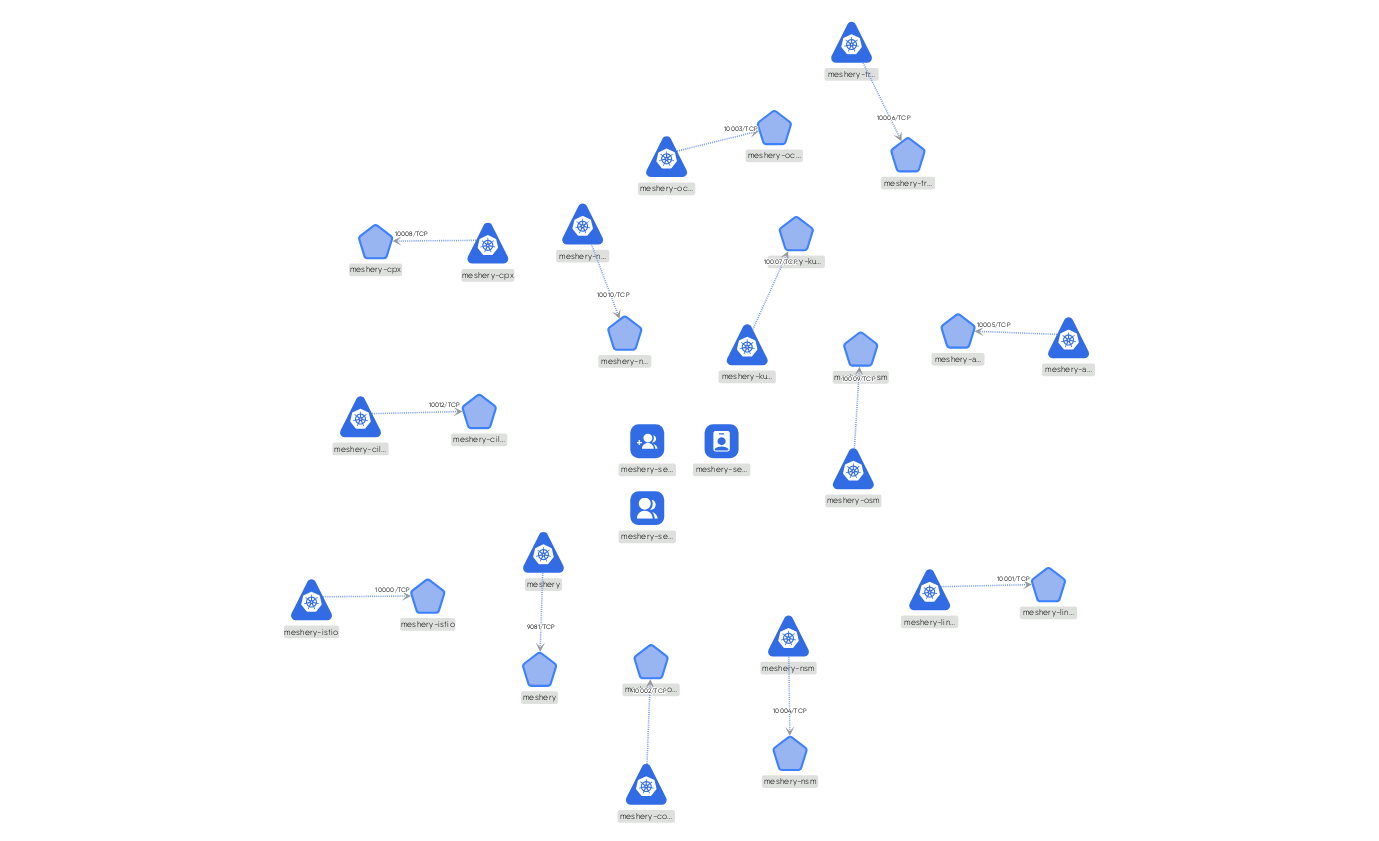 meshery-tr...
10006/TCP
10003/TCP
meshery-oc...
meshery-tr...
meshery-oc...
10008/TCP
meshery-n...
10007/TCP
y-ku...
meshery-cpx
meshery-cpx
10010/TCP
10005/TCP
meshery-n...
meshery-a...
meshery-a...
meshery-ku...
10009/TCP
sm
10012/TCP
meshery-cil...
meshery-cil...
meshery-se...
meshery-se...
meshery-osm
meshery-se...
meshery
10000/TCP
10001/TCP
meshery-istio
meshery-istio
meshery-lin...
meshery-lin...
9081/TCP
meshery-nsm
10002/TCP
o...
meshery
10004/TCP
meshery-nsm
meshery-co...